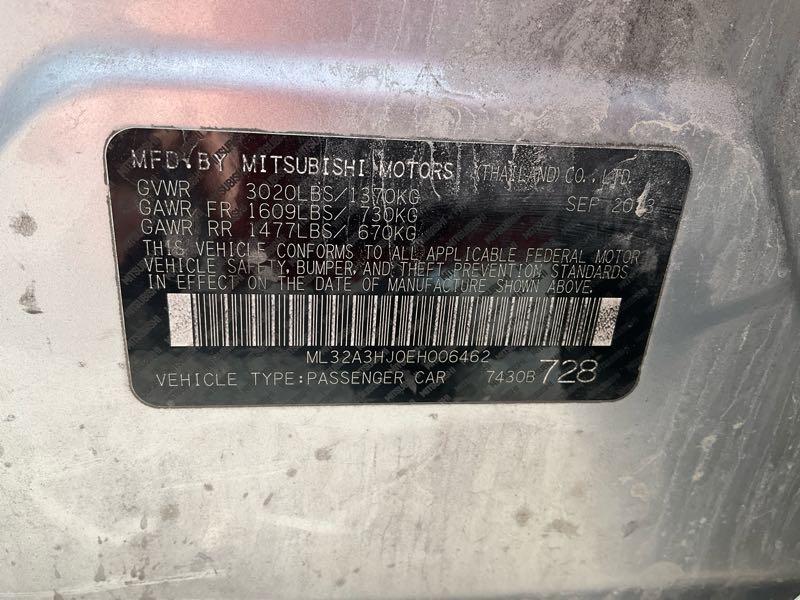 MFD. BY MITSUBISHI MOTORS (THAILAND) CO., LTD.
GVWR 3020LBS/1370KG SEP 2013
GAWR FR 1609LBS/ 730KG
GAWR RR 1477LBS/ 670KG
THIS VEHICLE CONFORMS TO ALL APPLICABLE FEDERAL MOTOR
VEHICLE SAFETY, BUMPER, AND THEFT PREVENTION STANDARDS
IN EFFECT ON THE DATE OF MANUFACTURE SHOWN ABOVE.
ML32A3HJ0EH006462
VEHICLE TYPE:PASSENGER CAR 7430B 728